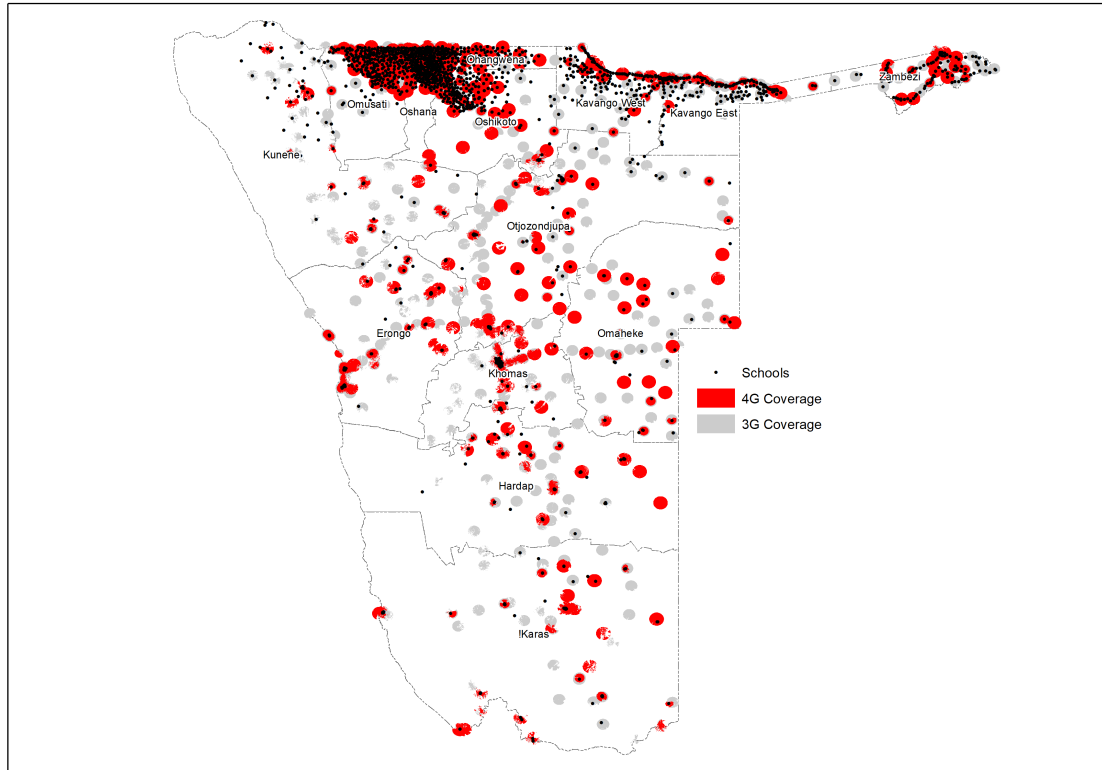 Ohangwena
Zambezi
Omusati
Kavango West
Oshana
Kavango East
Oshikoto
Kunene
Otjozondjupa
Erongo
Omaheke
Khomas
Schools
4G Coverage
3G Coverage
Hardap
!Karas